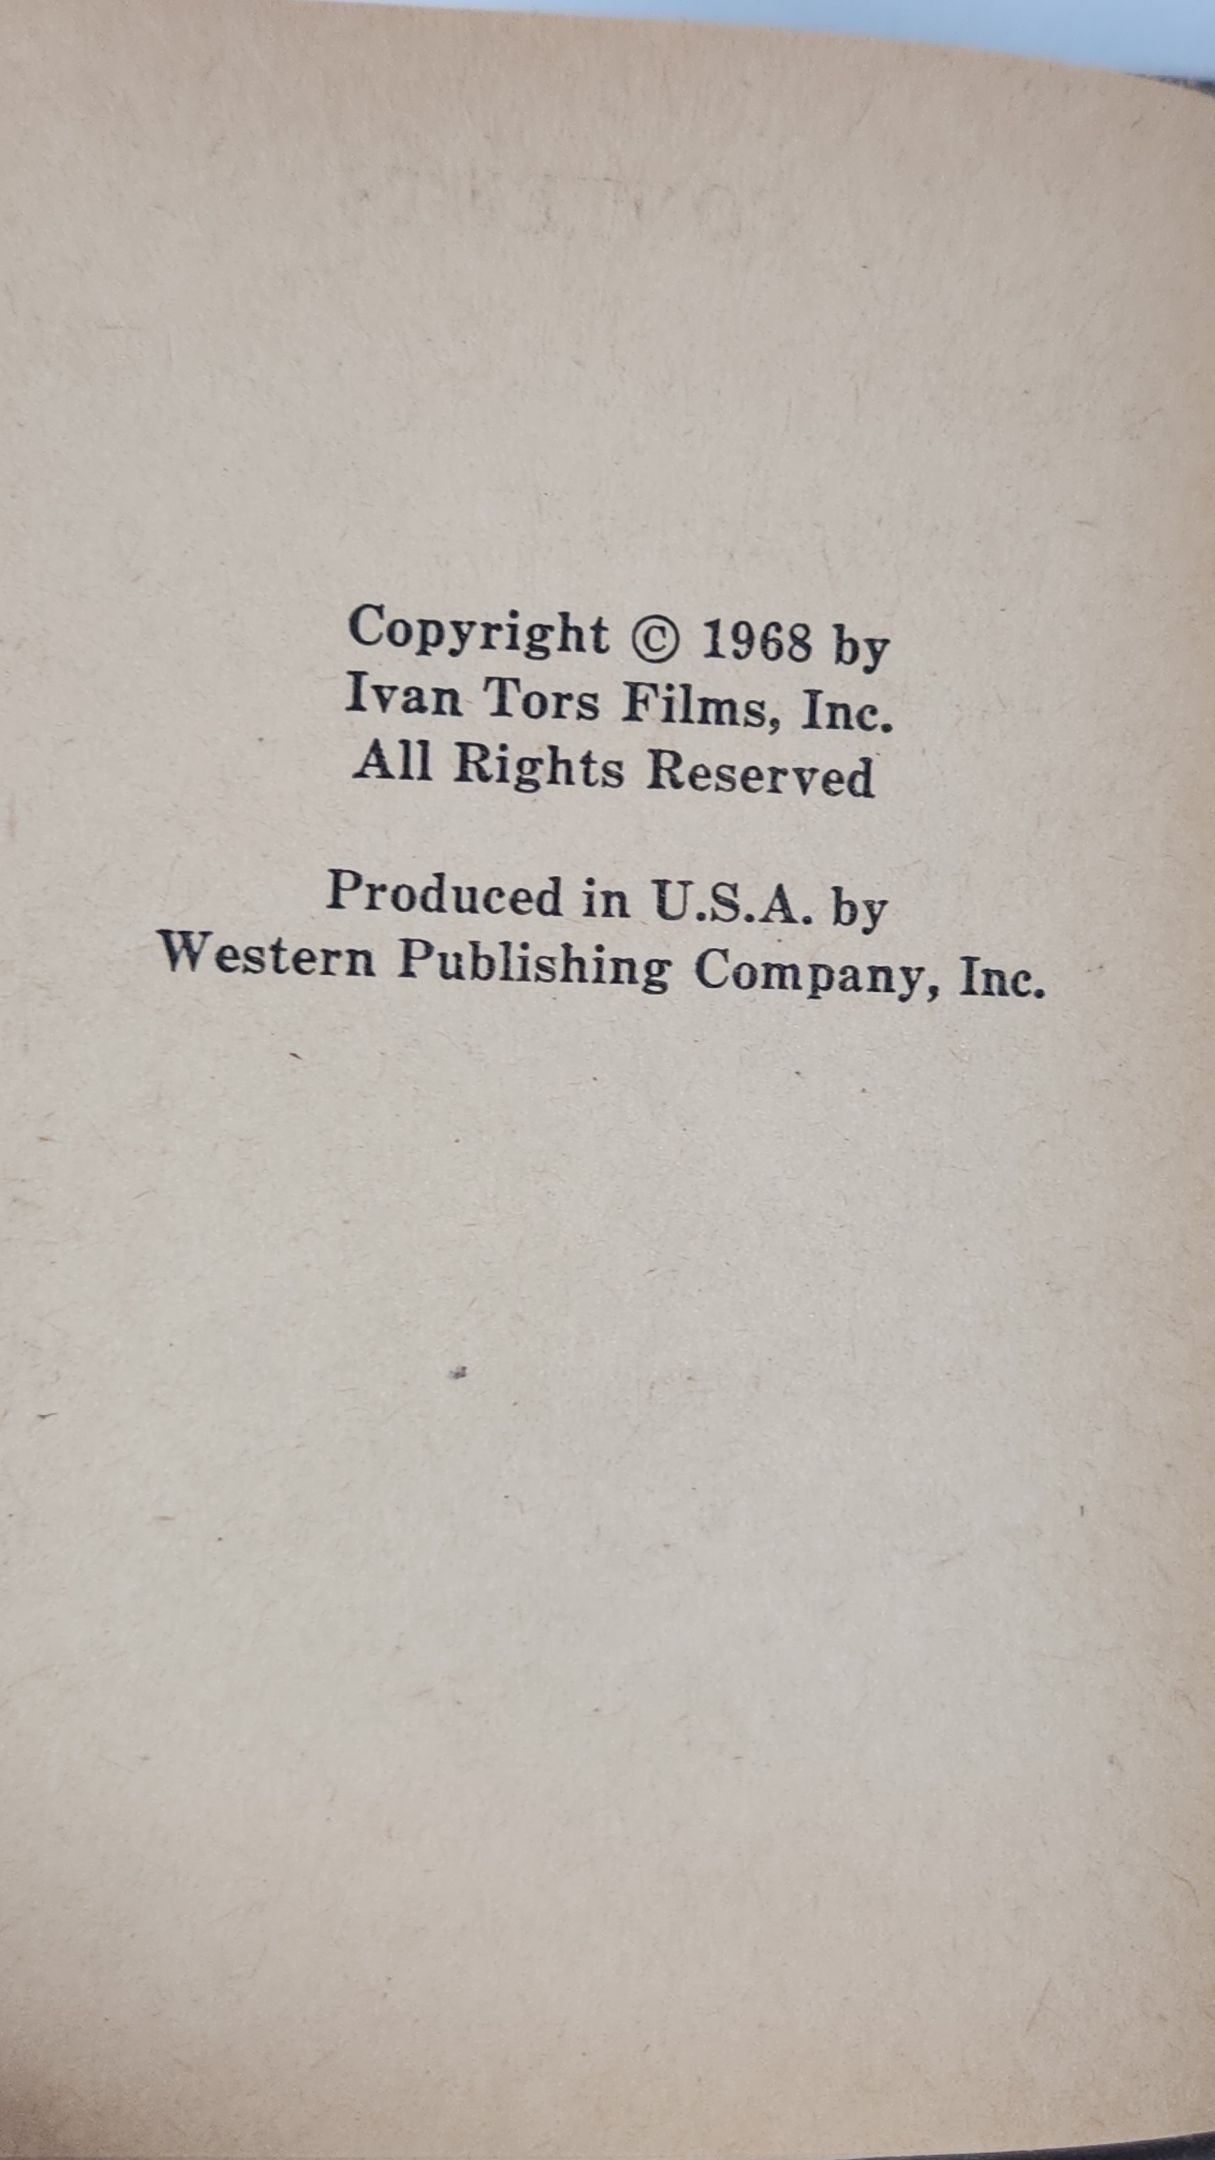 Copyright © 1968 by
Ivan Tors Films, Inc.
All Rights Reserved
Produced in U.S.A. by
Western Publishing Company, Inc.